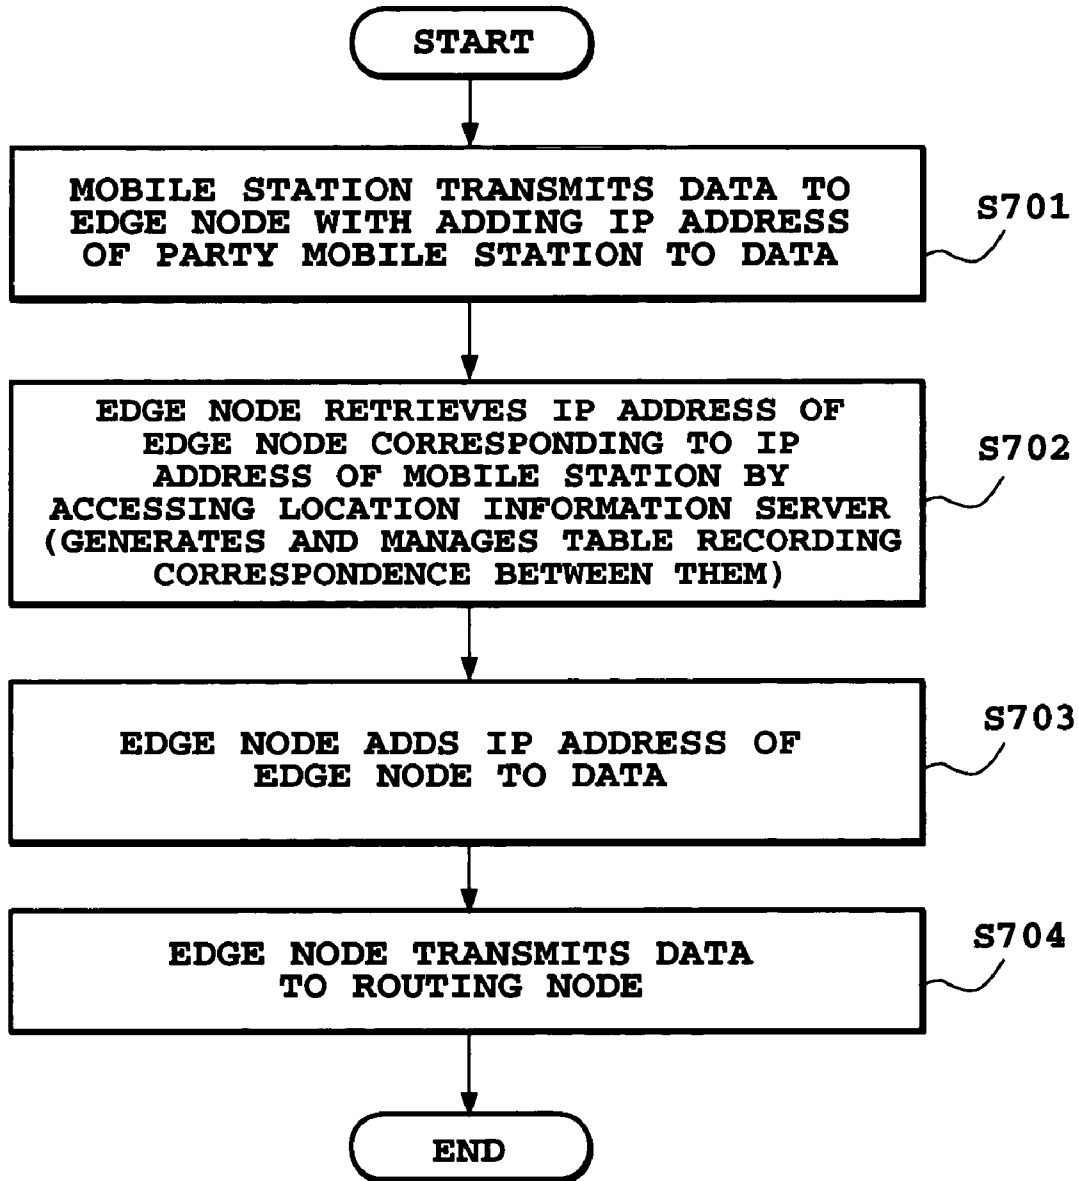 START
MOBILE STATION TRANSMITS DATA TO
EDGE NODE WITH ADDING IP ADDRESS
OF PARTY MOBILE STATION TO DATA
S701
EDGE NODE RETRIEVES IP ADDRESS OF
EDGE NODE CORRESPONDING TO IP
ADDRESS OF MOBILE STATION BY
ACCESSING LOCATION INFORMATION SERVER
(GENERATES AND MANAGES TABLE RECORDING
CORRESPONDENCE BETWEEN THEM)
S702
EDGE NODE ADDS IP ADDRESS OF
EDGE NODE TO DATA
S703
EDGE NODE TRANSMITS DATA
TO ROUTING NODE
S704
END